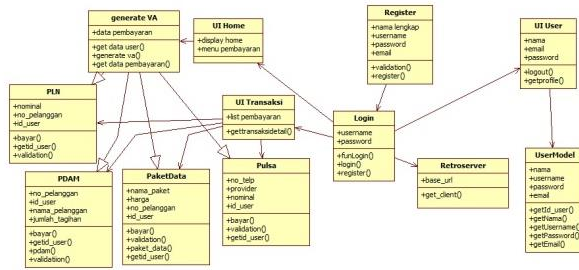 generate VA
+data pembayaran
+get data user()
+generate va()
+get data pembayaran()
UI Home
+display home
+menu pembayaran
Register
+nama lengkap
+username
+password
+email
+validation()
+register()
UI User
+nama
+email
+password
+logout()
+getprofile()
PLN
+nominal
+no_pelanggan
+id_user
+bayar()
+getid_user()
+validation()
UI Transaksi
+list pembayaran
+gettransaksidetail()
Login
+username
+password
+funLogin()
+login()
+register()
PDAM
+no_pelanggan
+id_user
+nama_pelanggan
+jumlah_tagihan
+bayar()
+getid_user()
+pdam()
+validation()
PaketData
+nama_paket
+harga
+no_pelanggan
+id_user
+bayar()
+validation()
+paket_data()
+getid_user()
Pulsa
+no_telp
+provider
+nominal
+id_user
+bayar()
+validation()
+getid_user()
Retroserver
+base_url
+get_client()
UserModel
+nama
+username
+password
+email
+getId_user()
+getNama()
+getUsername()
+getPassword()
+getEmail()